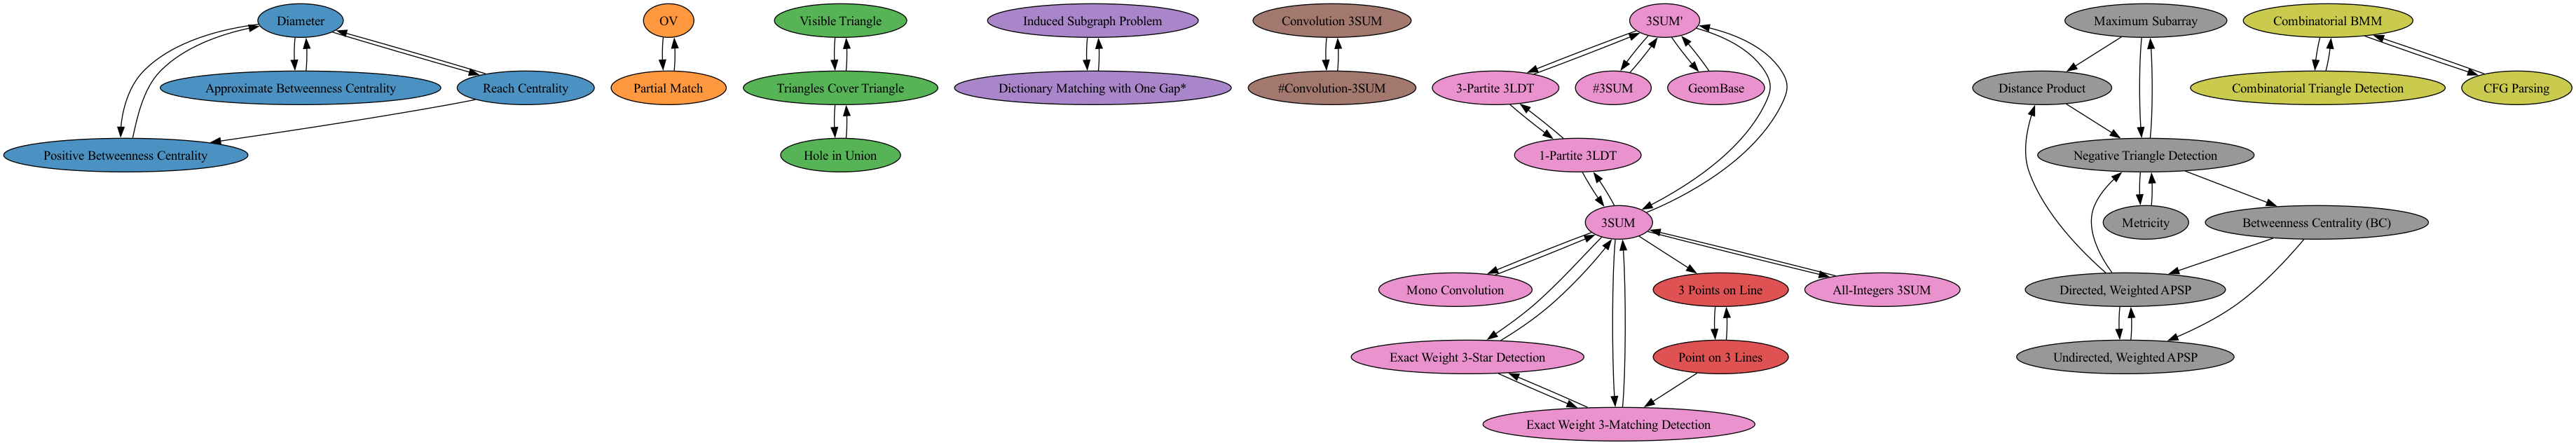 Diameter
OV
Visible Triangle
Induced Subgraph Problem
Convolution 3SUM
3SUM'
Maximum Subarray
Combinatorial BMM
Approximate Betweenness Centrality
Reach Centrality
Partial Match
Triangles Cover Triangle
Dictionary Matching with One Gap*
#Convolution-3SUM
3-Partite 3LDT
#3SUM
GeomBase
Distance Product
Combinatorial Triangle Detection
CFG Parsing
Positive Betweenness Centrality
Hole in Union
1-Partite 3LDT
Negative Triangle Detection
3SUM
Metricity
Betweenness Centrality (BC)
Mono Convolution
3 Points on Line
All-Integers 3SUM
Directed, Weighted APSP
Exact Weight 3-Star Detection
Point on 3 Lines
Undirected, Weighted APSP
Exact Weight 3-Matching Detection